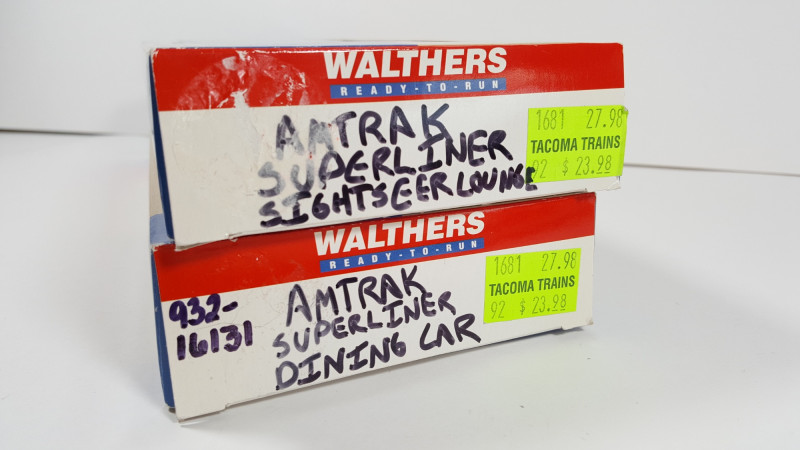 WALTHERS
READY-TO-RUN
AMTRAK
SUPERLINER
SIGHTSEER LOUNGE
1681 27.98
TACOMA TRAINS
92 $ 23.98
WALTHERS
READY-TO-RUN
932-
16131
AMTRAK
SUPERLINER
DINING CAR
1681 27.98
TACOMA TRAINS
92 $ 23.98